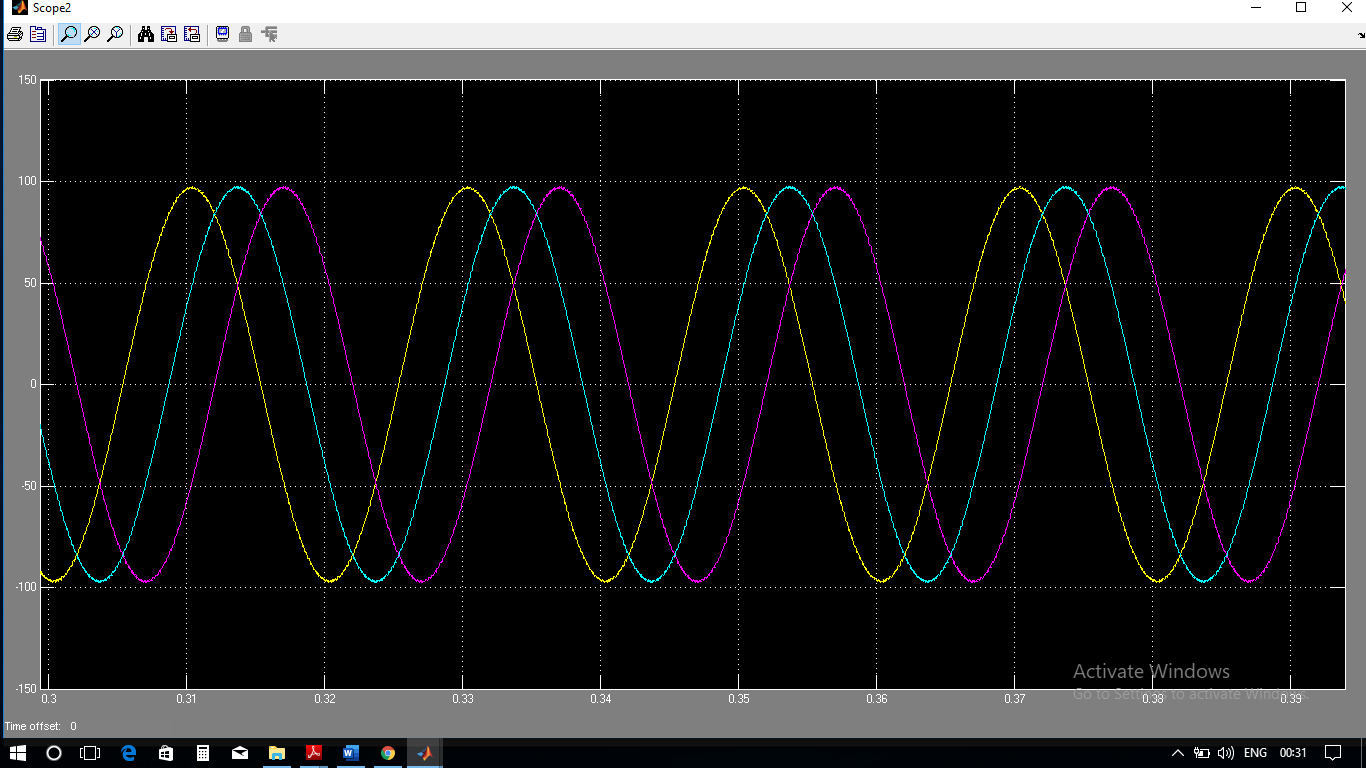 Scope2
150
100
50
0
-50
-100
-150
0.3 0.31 0.32 0.33 0.34 0.35 0.36 0.37 0.38 0.39
Activate Windows
Go to Settings to activate Windows.
Time offset: 0
ENG 00:31